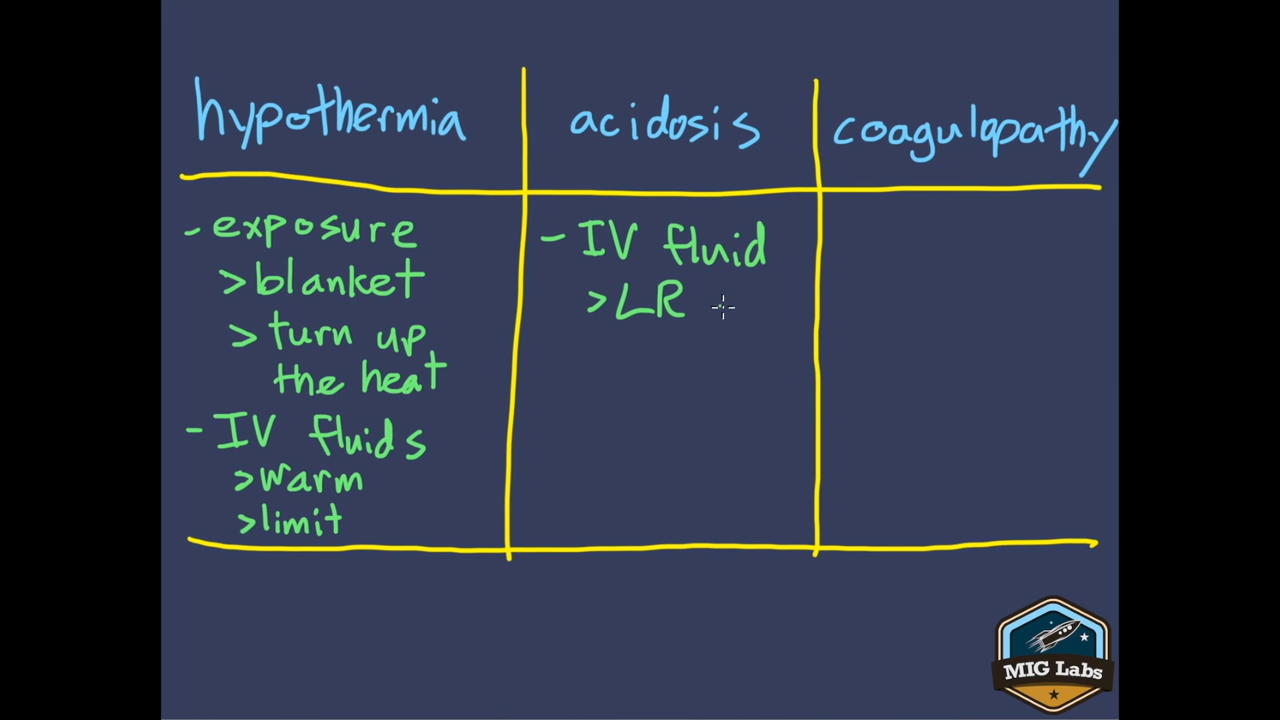 hypothermia
acidosis
coagulopathy
- exposure
> blanket
> turn up
the heat
- IV fluids
> warm
> limit
- IV fluid
> LR
MIG Labs